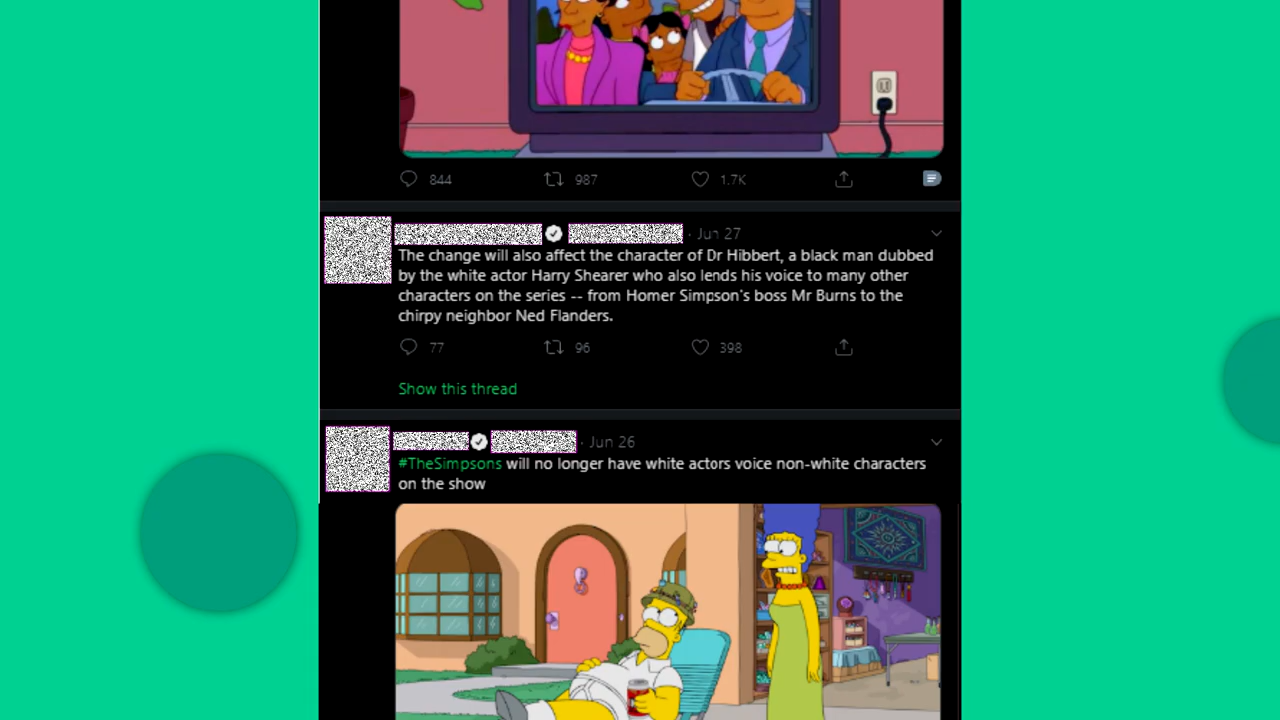 844 987 1.7K
· Jun 27
The change will also affect the character of Dr Hibbert, a black man dubbed
by the white actor Harry Shearer who also lends his voice to many other
characters on the series -- from Homer Simpson's boss Mr Burns to the
chirpy neighbor Ned Flanders.
77 96 398
Show this thread
· Jun 26
#TheSimpsons will no longer have white actors voice non-white characters
on the show